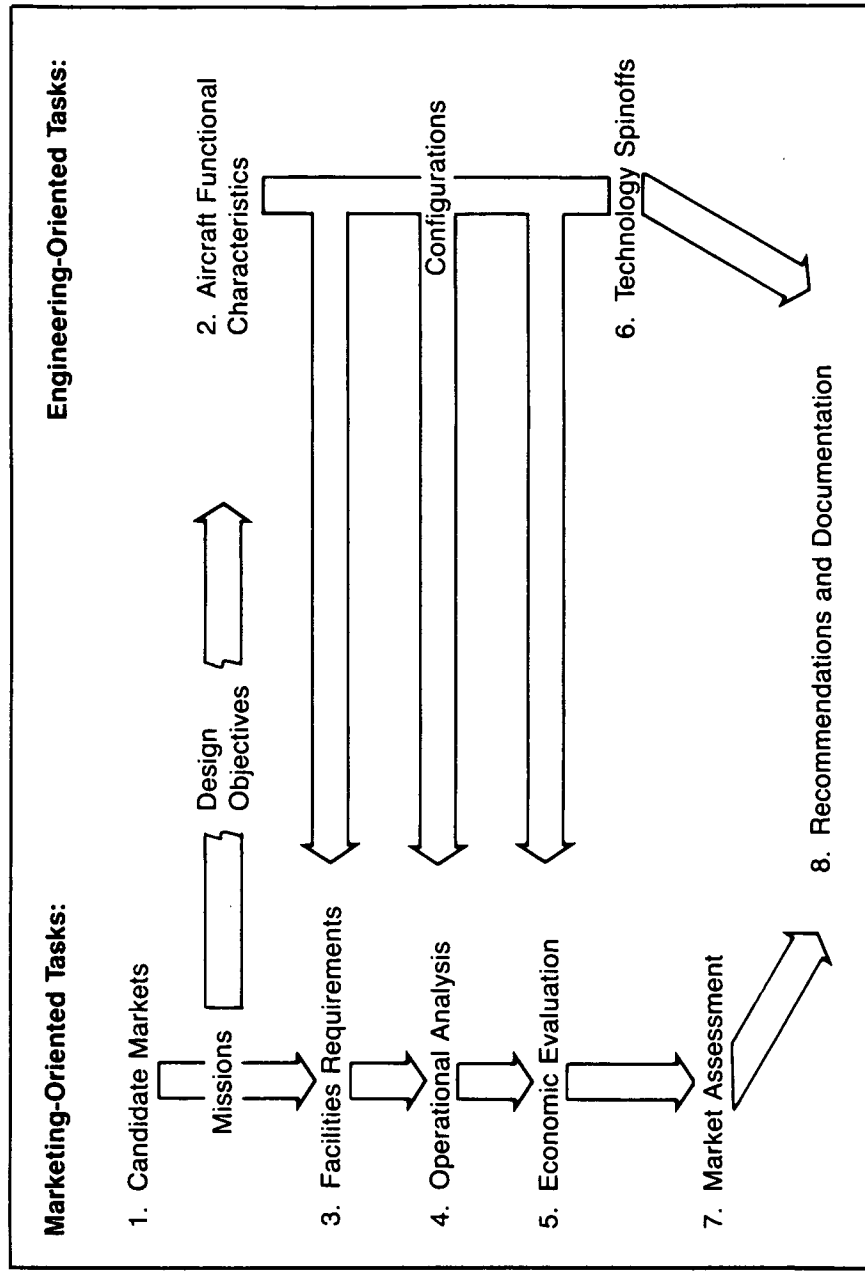 Marketing-Oriented Tasks:
Engineering-Oriented Tasks:
1. Candidate Markets
Missions
Design
Objectives
2. Aircraft Functional
Characteristics
3. Facilities Requirements
4. Operational Analysis
Configurations
5. Economic Evaluation
6. Technology Spinoffs
7. Market Assessment
8. Recommendations and Documentation